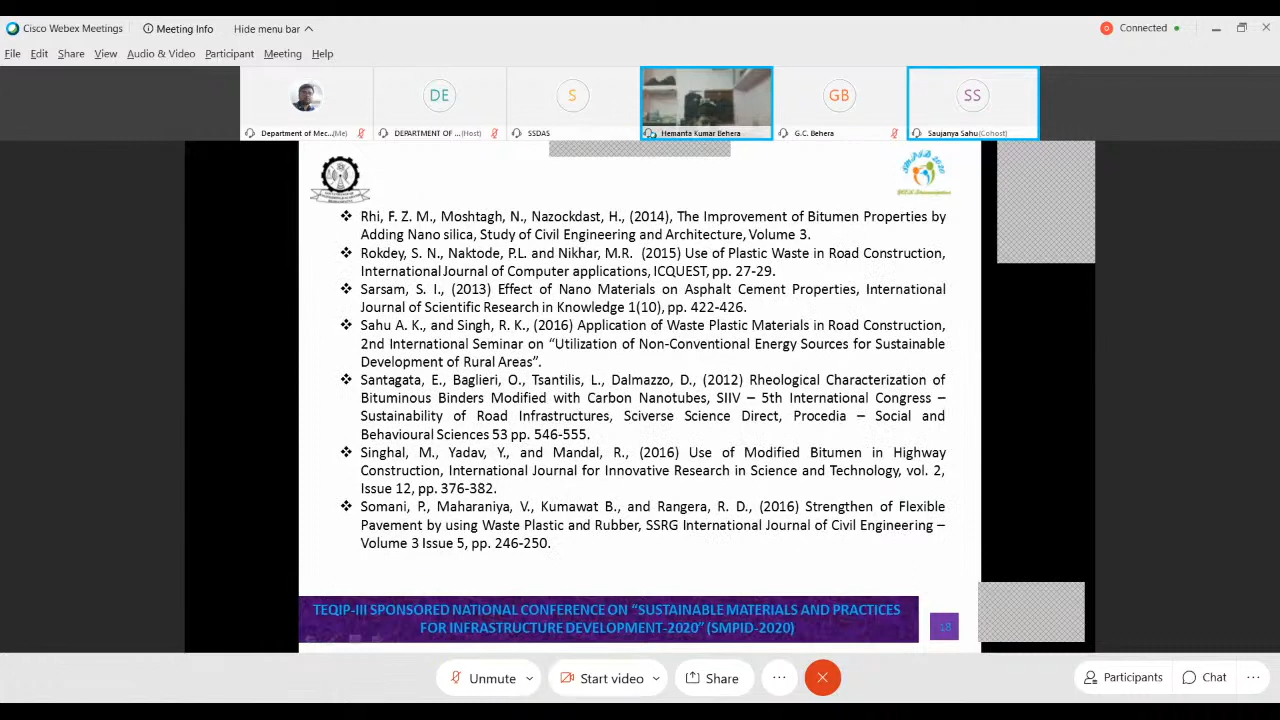 Cisco Webex Meetings
Meeting Info
Hide menu bar
Connected
File Edit Share View Audio & Video Participant Meeting Help
DE
S
GB
SS
Department of Mec...(Me)
DEPARTMENT OF ...(Host)
SSDAS
Hemanta Kumar Behera
G.C. Behera
Saujanya Sahu(Cohost)
SMPID 2020
❖ Rhi, F. Z. M., Moshtagh, N., Nazockdast, H., (2014), The Improvement of Bitumen Properties by
Adding Nano silica, Study of Civil Engineering and Architecture, Volume 3.
❖ Rokdey, S. N., Naktode, P.L. and Nikhar, M.R. (2015) Use of Plastic Waste in Road Construction,
International Journal of Computer applications, ICQUEST, pp. 27-29.
❖ Sarsam, S. I., (2013) Effect of Nano Materials on Asphalt Cement Properties, International
Journal of Scientific Research in Knowledge 1(10), pp. 422-426.
❖ Sahu A. K., and Singh, R. K., (2016) Application of Waste Plastic Materials in Road Construction,
2nd International Seminar on “Utilization of Non-Conventional Energy Sources for Sustainable
Development of Rural Areas”.
❖ Santagata, E., Baglieri, O., Tsantilis, L., Dalmazzo, D., (2012) Rheological Characterization of
Bituminous Binders Modified with Carbon Nanotubes, SIIV – 5th International Congress –
Sustainability of Road Infrastructures, Sciverse Science Direct, Procedia – Social and
Behavioural Sciences 53 pp. 546-555.
❖ Singhal, M., Yadav, Y., and Mandal, R., (2016) Use of Modified Bitumen in Highway
Construction, International Journal for Innovative Research in Science and Technology, vol. 2,
Issue 12, pp. 376-382.
❖ Somani, P., Maharaniya, V., Kumawat B., and Rangera, R. D., (2016) Strengthen of Flexible
Pavement by using Waste Plastic and Rubber, SSRG International Journal of Civil Engineering –
Volume 3 Issue 5, pp. 246-250.
TEQIP-III SPONSORED NATIONAL CONFERENCE ON “SUSTAINABLE MATERIALS AND PRACTICES
FOR INFRASTRUCTURE DEVELOPMENT-2020” (SMPID-2020)
18
Unmute
Start video
Share
Participants
Chat